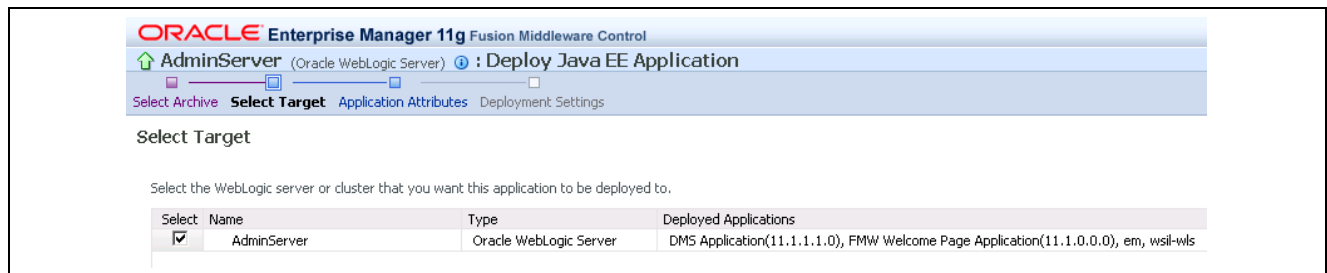 ORACLE Enterprise Manager 11g Fusion Middleware Control
AdminServer (Oracle WebLogic Server) : Deploy Java EE Application
Select Archive Select Target Application Attributes Deployment Settings
Select Target
Select the WebLogic server or cluster that you want this application to be deployed to.
Select Name Type Deployed Applications
AdminServer Oracle WebLogic Server DMS Application(11.1.1.1.0), FMW Welcome Page Application(11.1.0.0.0), em, wsil-wls